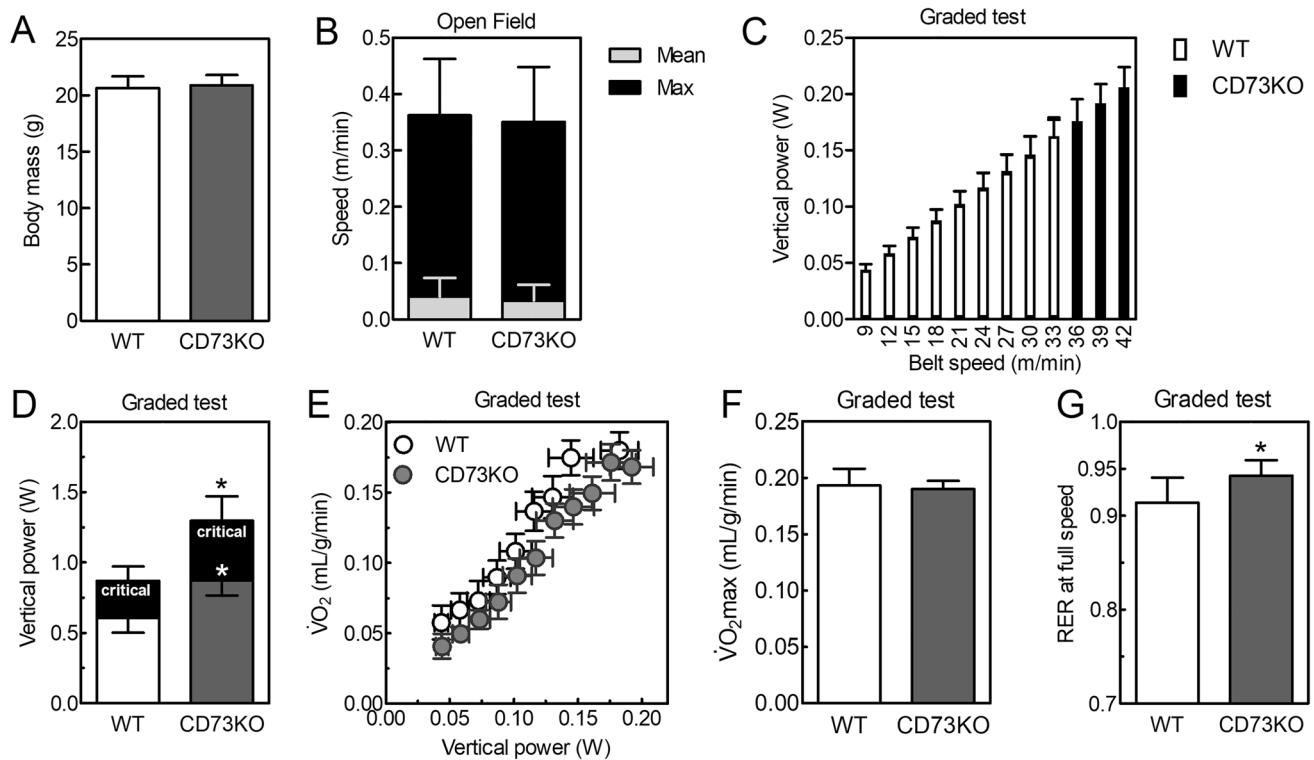 A
25
20
15
10
5
0
Body mass (g)
WT
CD73KO
B
Open Field
0.5
0.4
0.3
0.2
0.1
0.0
Speed (m/min)
WT
CD73KO
Mean
Max
C
Graded test
0.25
0.20
0.15
0.10
0.05
0.00
Vertical power (W)
9 12 15 18 21 24 27 30 33 36 39 42
Belt speed (m/min)
WT
CD73KO
D
Graded test
2.0
1.5
1.0
0.5
0.0
Vertical power (W)
*
critical
*
critical
WT
CD73KO
E
Graded test
0.20
0.15
0.10
0.05
0.00
V̇O₂ (mL/g/min)
WT
CD73KO
0.00 0.05 0.10 0.15 0.20
Vertical power (W)
F
Graded test
0.25
0.20
0.15
0.10
0.05
0.00
V̇O₂max (mL/g/min)
WT
CD73KO
G
Graded test
1.0
0.95
0.9
0.8
0.7
RER at full speed
*
WT
CD73KO